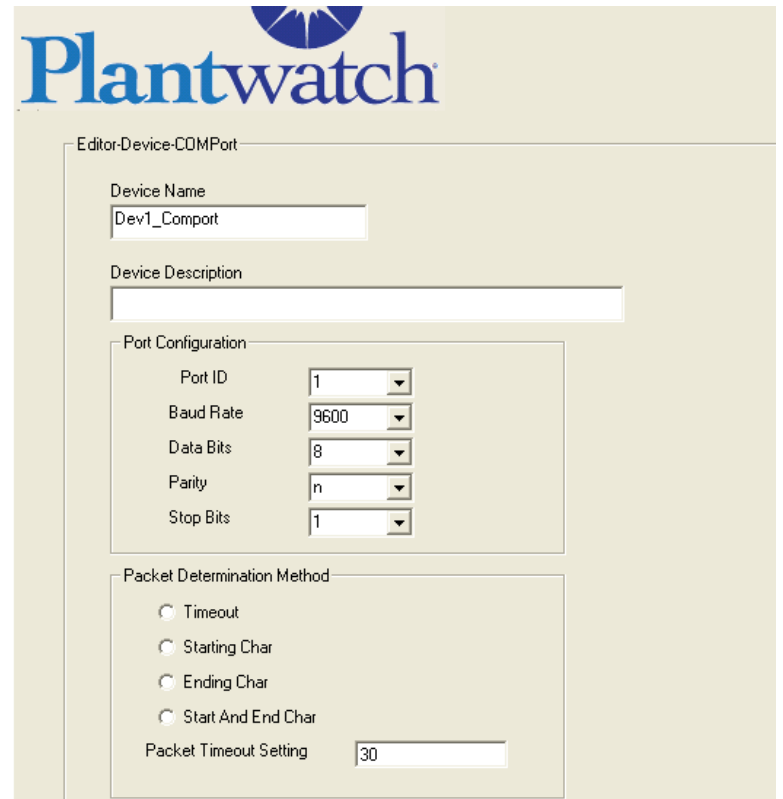 Plantwatch
Editor-Device-COMPort
Device Name
Dev1_Comport
Device Description
Port Configuration
Port ID 1
Baud Rate 9600
Data Bits 8
Parity n
Stop Bits 1
Packet Determination Method
Timeout
Starting Char
Ending Char
Start And End Char
Packet Timeout Setting 30